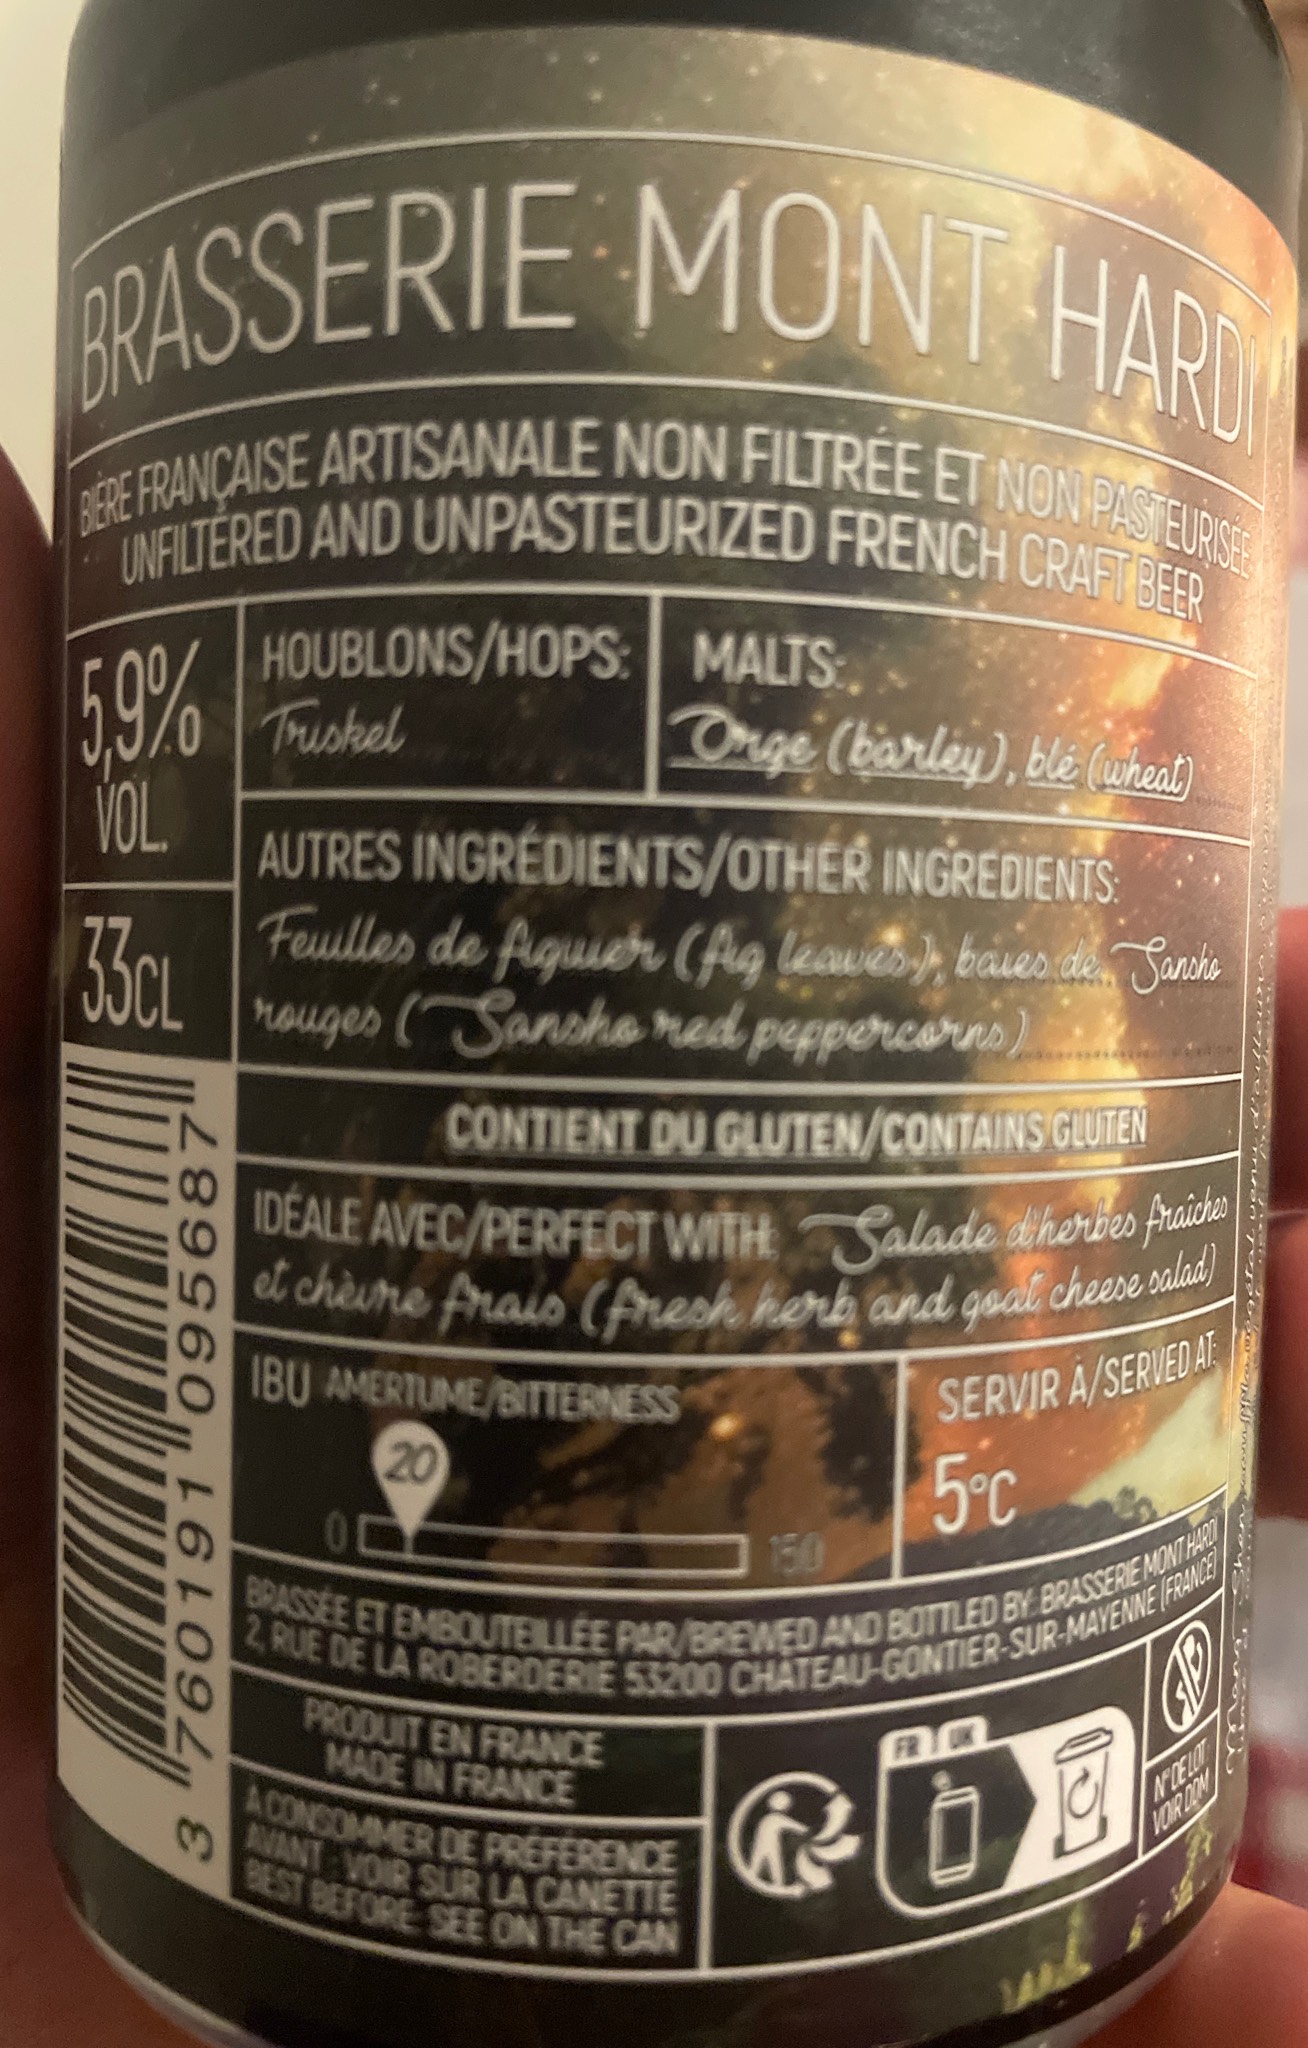 BRASSERIE MONT HARDI
BIÈRE FRANÇAISE ARTISANALE NON FILTRÉE ET NON PASTEURISÉE
UNFILTERED AND UNPASTEURIZED FRENCH CRAFT BEER
5,9%
VOL.
33CL
HOUBLONS/HOPS:
Triskel
MALTS:
Orge (barley), blé (wheat)
AUTRES INGRÉDIENTS/OTHER INGREDIENTS:
Feuilles de figuier (fig leaves), baies de Sansho
rouges (Sansho red peppercorns)
CONTIENT DU GLUTEN/CONTAINS GLUTEN
IDÉALE AVEC/PERFECT WITH: Salade d'herbes fraîches
et chèvre frais (fresh herb and goat cheese salad)
IBU AMERTUME/BITTERNESS
20
0 150
SERVIR À/SERVED AT:
5°C
BRASSÉE ET EMBOUTEILLÉE PAR/BREWED AND BOTTLED BY: BRASSERIE MONT HARDI
2, RUE DE LA ROBERDERIE 53200 CHÂTEAU-GONTIER-SUR-MAYENNE (FRANCE)
PRODUIT EN FRANCE
MADE IN FRANCE
À CONSOMMER DE PRÉFÉRENCE
AVANT : VOIR SUR LA CANETTE
BEST BEFORE: SEE ON THE CAN
FR UK
N° DE LOT
VOIR DDM
3 760191 095687